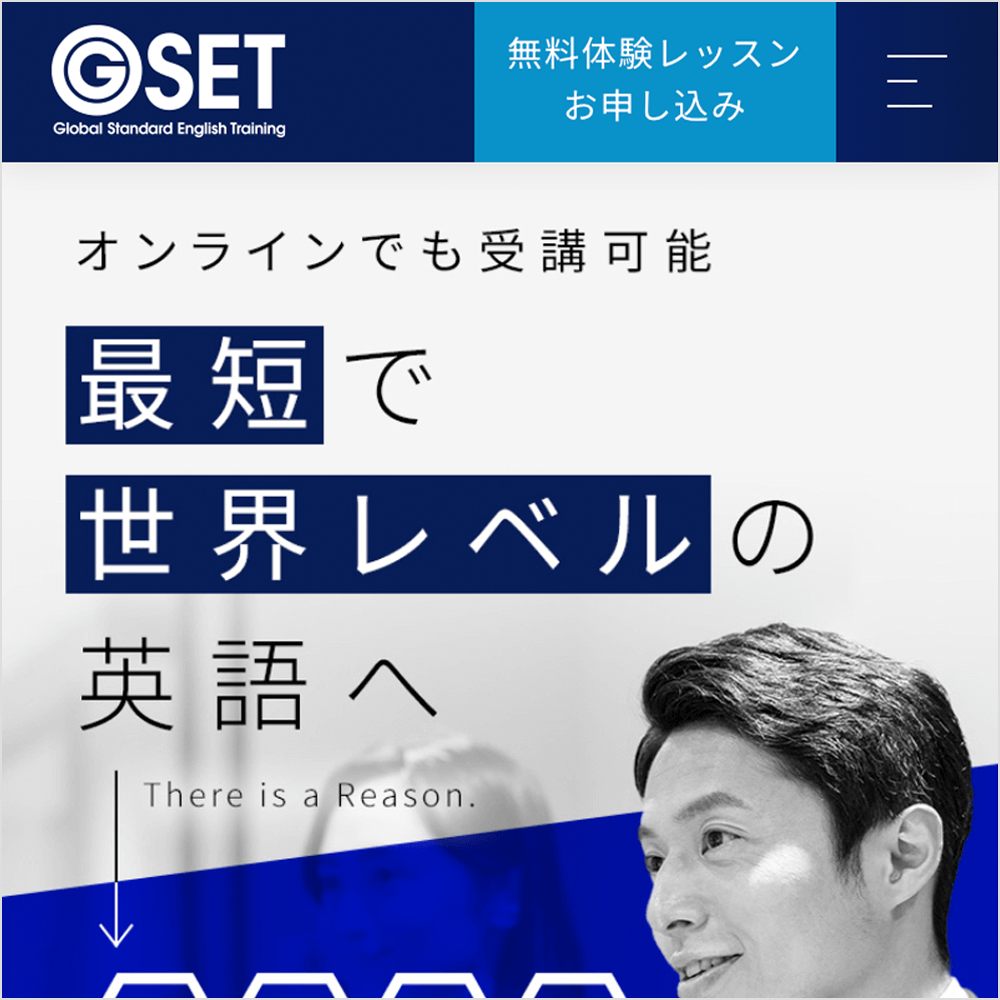 GSET
Global Standard English Training
無料体験レッスン
お申し込み
オンラインでも受講可能
最短で
世界レベルの
英語へ
There is a Reason.